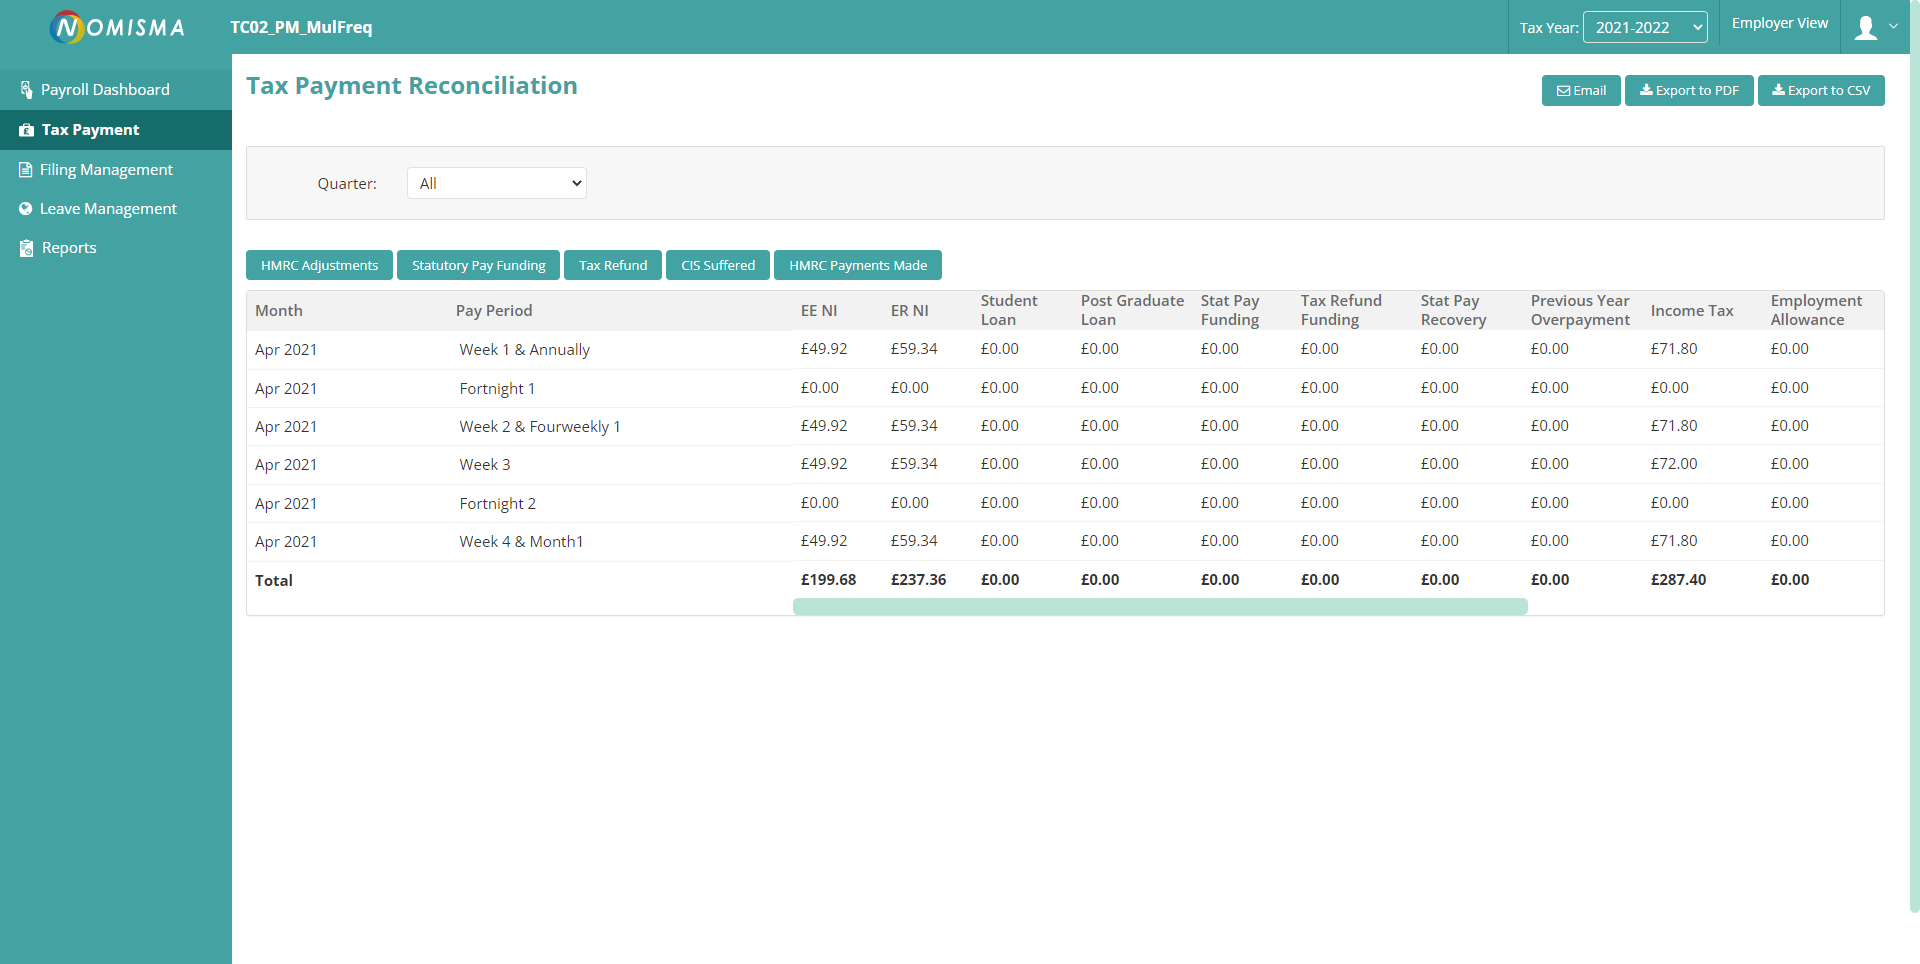 NOMISMA
TC02_PM_MulFreq
Tax Year: 2021-2022
Employer View
Payroll Dashboard
Tax Payment
Filing Management
Leave Management
Reports
Tax Payment Reconciliation
Email
Export to PDF
Export to CSV
Quarter: All
HMRC Adjustments
Statutory Pay Funding
Tax Refund
CIS Suffered
HMRC Payments Made
Month Pay Period EE NI ER NI Student Loan Post Graduate Loan Stat Pay Funding Tax Refund Funding Stat Pay Recovery Previous Year Overpayment Income Tax Employment Allowance
Apr 2021 Week 1 & Annually £49.92 £59.34 £0.00 £0.00 £0.00 £0.00 £0.00 £0.00 £71.80 £0.00
Apr 2021 Fortnight 1 £0.00 £0.00 £0.00 £0.00 £0.00 £0.00 £0.00 £0.00 £0.00 £0.00
Apr 2021 Week 2 & Fourweekly 1 £49.92 £59.34 £0.00 £0.00 £0.00 £0.00 £0.00 £0.00 £71.80 £0.00
Apr 2021 Week 3 £49.92 £59.34 £0.00 £0.00 £0.00 £0.00 £0.00 £0.00 £72.00 £0.00
Apr 2021 Fortnight 2 £0.00 £0.00 £0.00 £0.00 £0.00 £0.00 £0.00 £0.00 £0.00 £0.00
Apr 2021 Week 4 & Month1 £49.92 £59.34 £0.00 £0.00 £0.00 £0.00 £0.00 £0.00 £71.80 £0.00
Total £199.68 £237.36 £0.00 £0.00 £0.00 £0.00 £0.00 £0.00 £287.40 £0.00